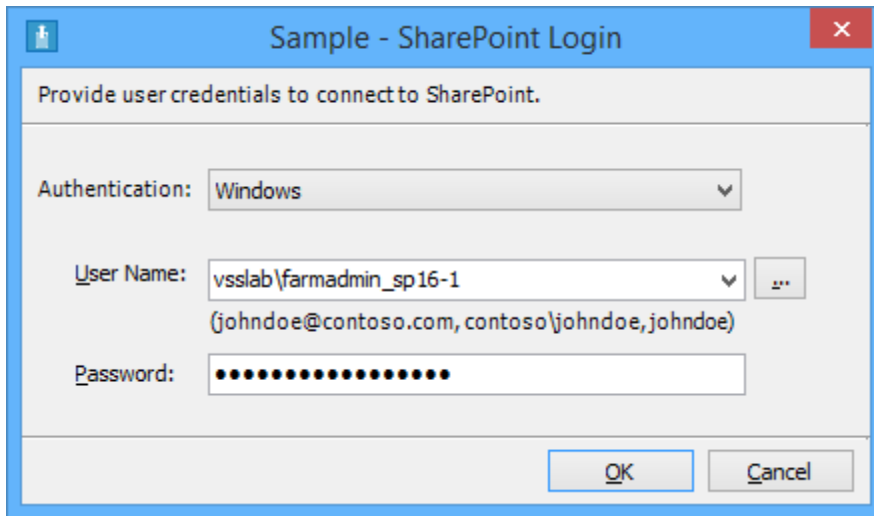 Sample - SharePoint Login
Provide user credentials to connect to SharePoint.
Authentication: Windows
User Name: vsslab\farmadmin_sp16-1 ...
(johndoe@contoso.com, contoso\johndoe, johndoe)
Password: •••••••••••••••••
OK Cancel